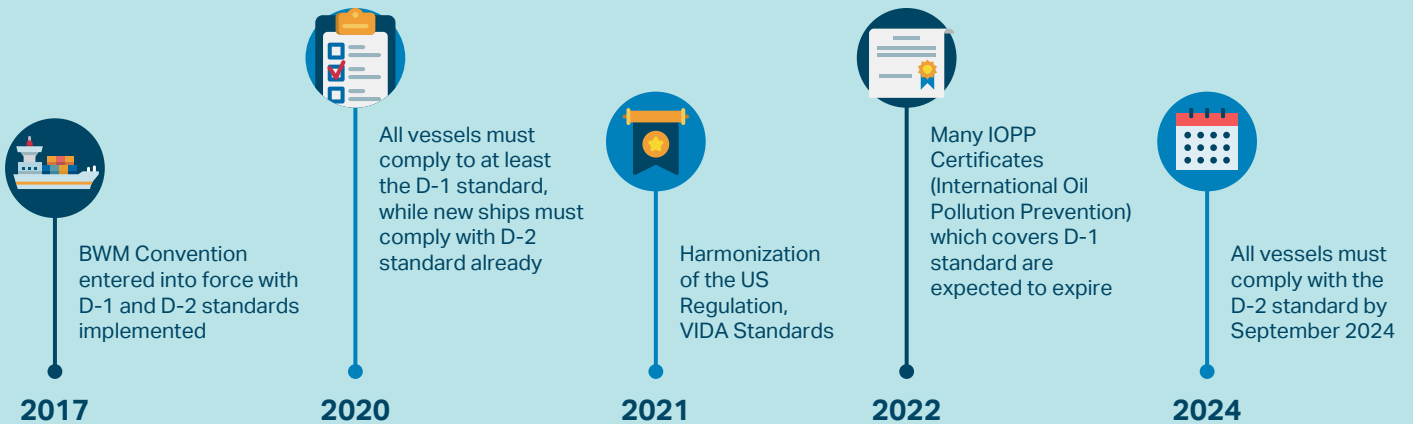 BWM Convention
entered into force with
D-1 and D-2 standards
implemented
2017
All vessels must
comply to at least
the D-1 standard,
while new ships must
comply with D-2
standard already
2020
Harmonization
of the US
Regulation,
VIDA Standards
2021
Many IOPP
Certificates
(International Oil
Pollution Prevention)
which covers D-1
standard are
expected to expire
2022
All vessels must
comply with the
D-2 standard by
September 2024
2024